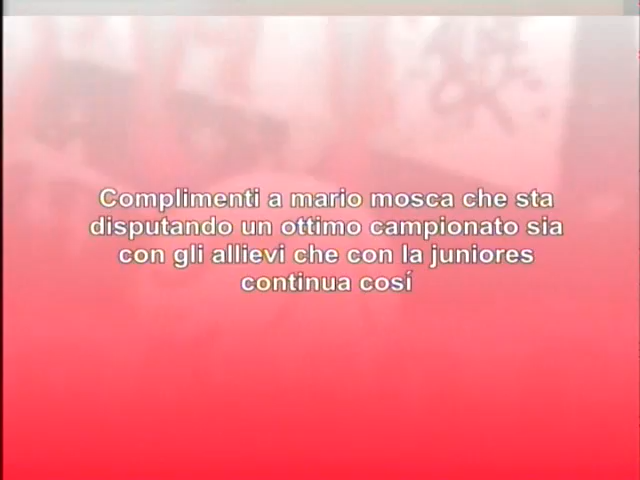 Complimenti a mario mosca che sta
disputando un ottimo campionato sia
con gli allievi che con la juniores
continua cosí